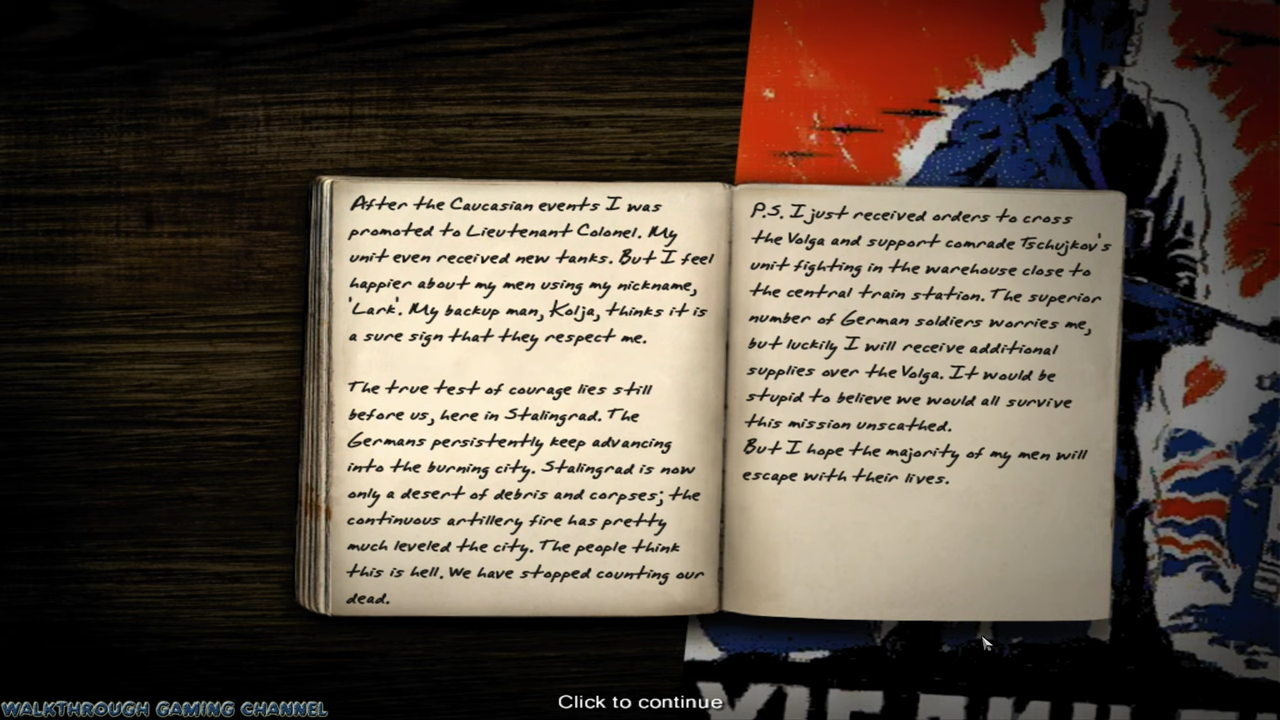 After the Caucasian events I was
promoted to Lieutenant Colonel. My
unit even received new tanks. But I feel
happier about my men using my nickname,
'Lark'. My backup man, Kolja, thinks it is
a sure sign that they respect me.
The true test of courage lies still
before us, here in Stalingrad. The
Germans persistently keep advancing
into the burning city. Stalingrad is now
only a desert of debris and corpses; the
continuous artillery fire has pretty
much leveled the city. The people think
this is hell. We have stopped counting our
dead.
P.S. I just received orders to cross
the Volga and support comrade Tschujkov's
unit fighting in the warehouse close to
the central train station. The superior
number of German soldiers worries me,
but luckily I will receive additional
supplies over the Volga. It would be
stupid to believe we would all survive
this mission unscathed.
But I hope the majority of my men will
escape with their lives.
Click to continue
WALKTHROUGH GAMING CHANNEL